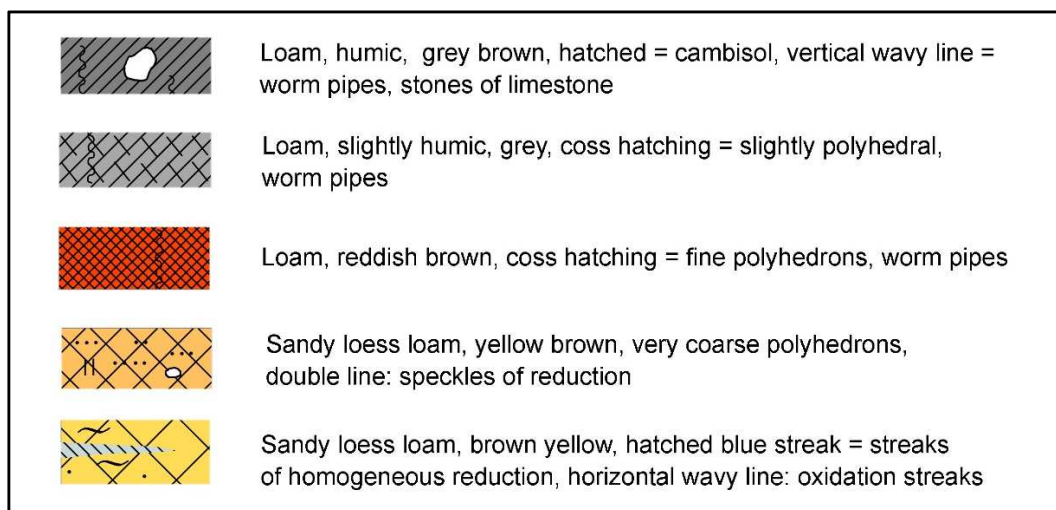 Loam, humic, grey brown, hatched = cambisol, vertical wavy line =
worm pipes, stones of limestone
Loam, slightly humic, grey, coss hatching = slightly polyhedral,
worm pipes
Loam, reddish brown, coss hatching = fine polyhedrons, worm pipes
Sandy loess loam, yellow brown, very coarse polyhedrons,
double line: speckles of reduction
Sandy loess loam, brown yellow, hatched blue streak = streaks
of homogeneous reduction, horizontal wavy line: oxidation streaks